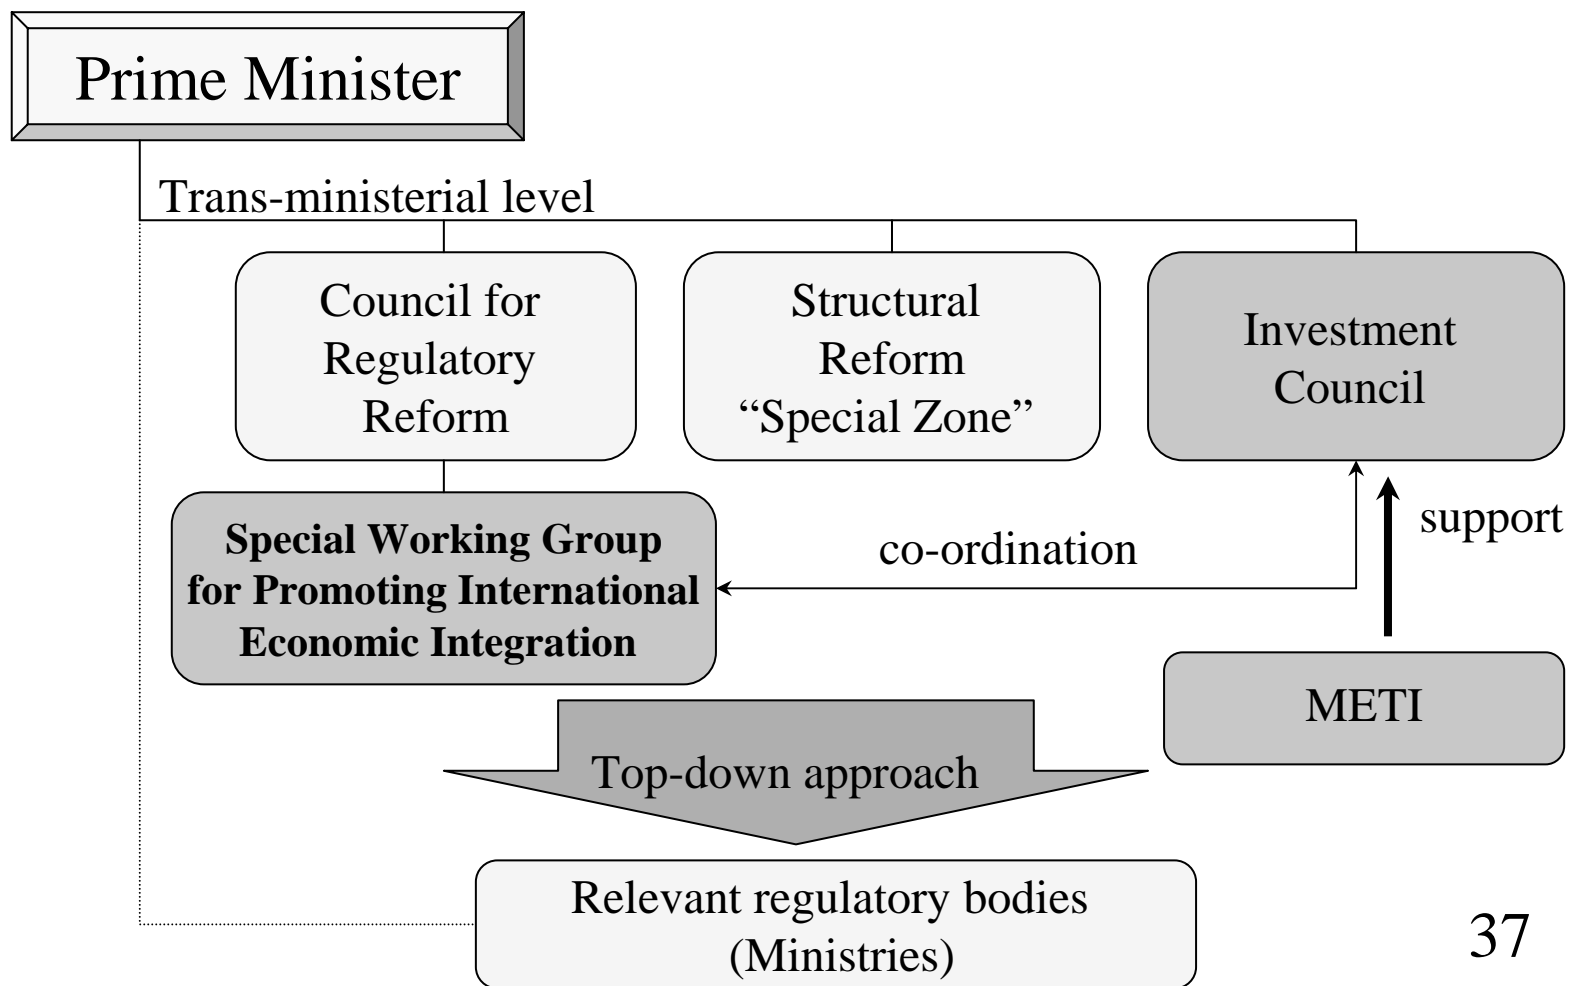 Prime Minister
Trans-ministerial level
Council for
Regulatory
Reform
Structural
Reform
“Special Zone”
Investment
Council
Special Working Group
for Promoting International
Economic Integration
co-ordination
support
METI
Top-down approach
Relevant regulatory bodies
(Ministries)
37